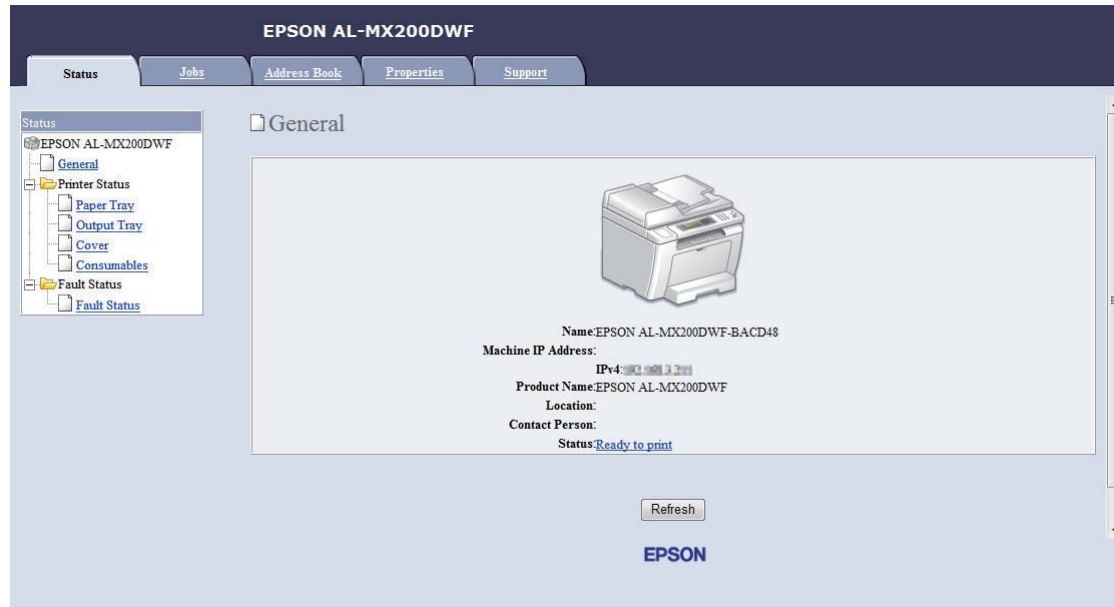 EPSON AL-MX200DWF
Status Jobs Address Book Properties Support
Status
EPSON AL-MX200DWF
General
Printer Status
Paper Tray
Output Tray
Cover
Consumables
Fault Status
Fault Status
General
Name:EPSON AL-MX200DWF-BACD48
Machine IP Address:
IPv4:
Product Name:EPSON AL-MX200DWF
Location:
Contact Person:
Status:Ready to print
Refresh
EPSON